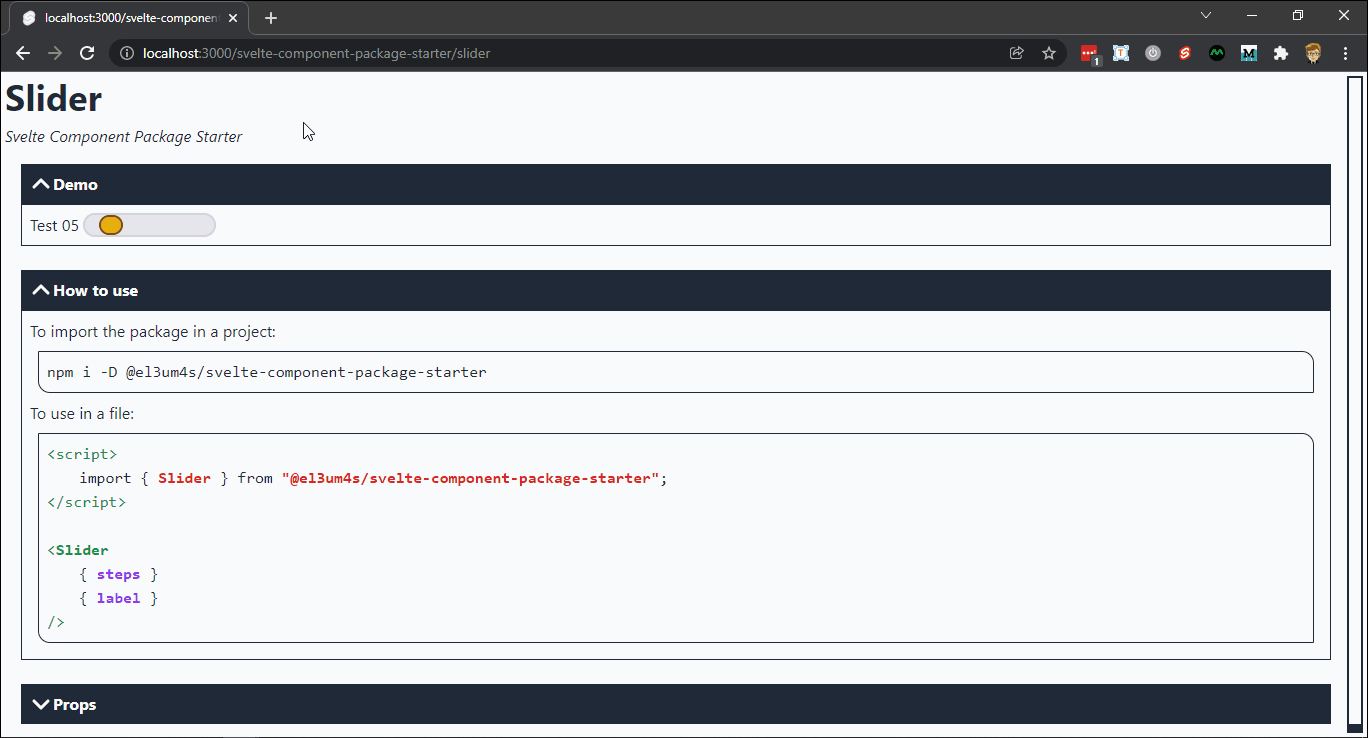 localhost:3000/svelte-component
localhost:3000/svelte-component-package-starter/slider
1
Slider
Svelte Component Package Starter
Demo
Test 05
How to use
To import the package in a project:
npm i -D @el3um4s/svelte-component-package-starter
To use in a file:
<script>
import { Slider } from "@el3um4s/svelte-component-package-starter";
</script>
<Slider
{ steps }
{ label }
/>
Props